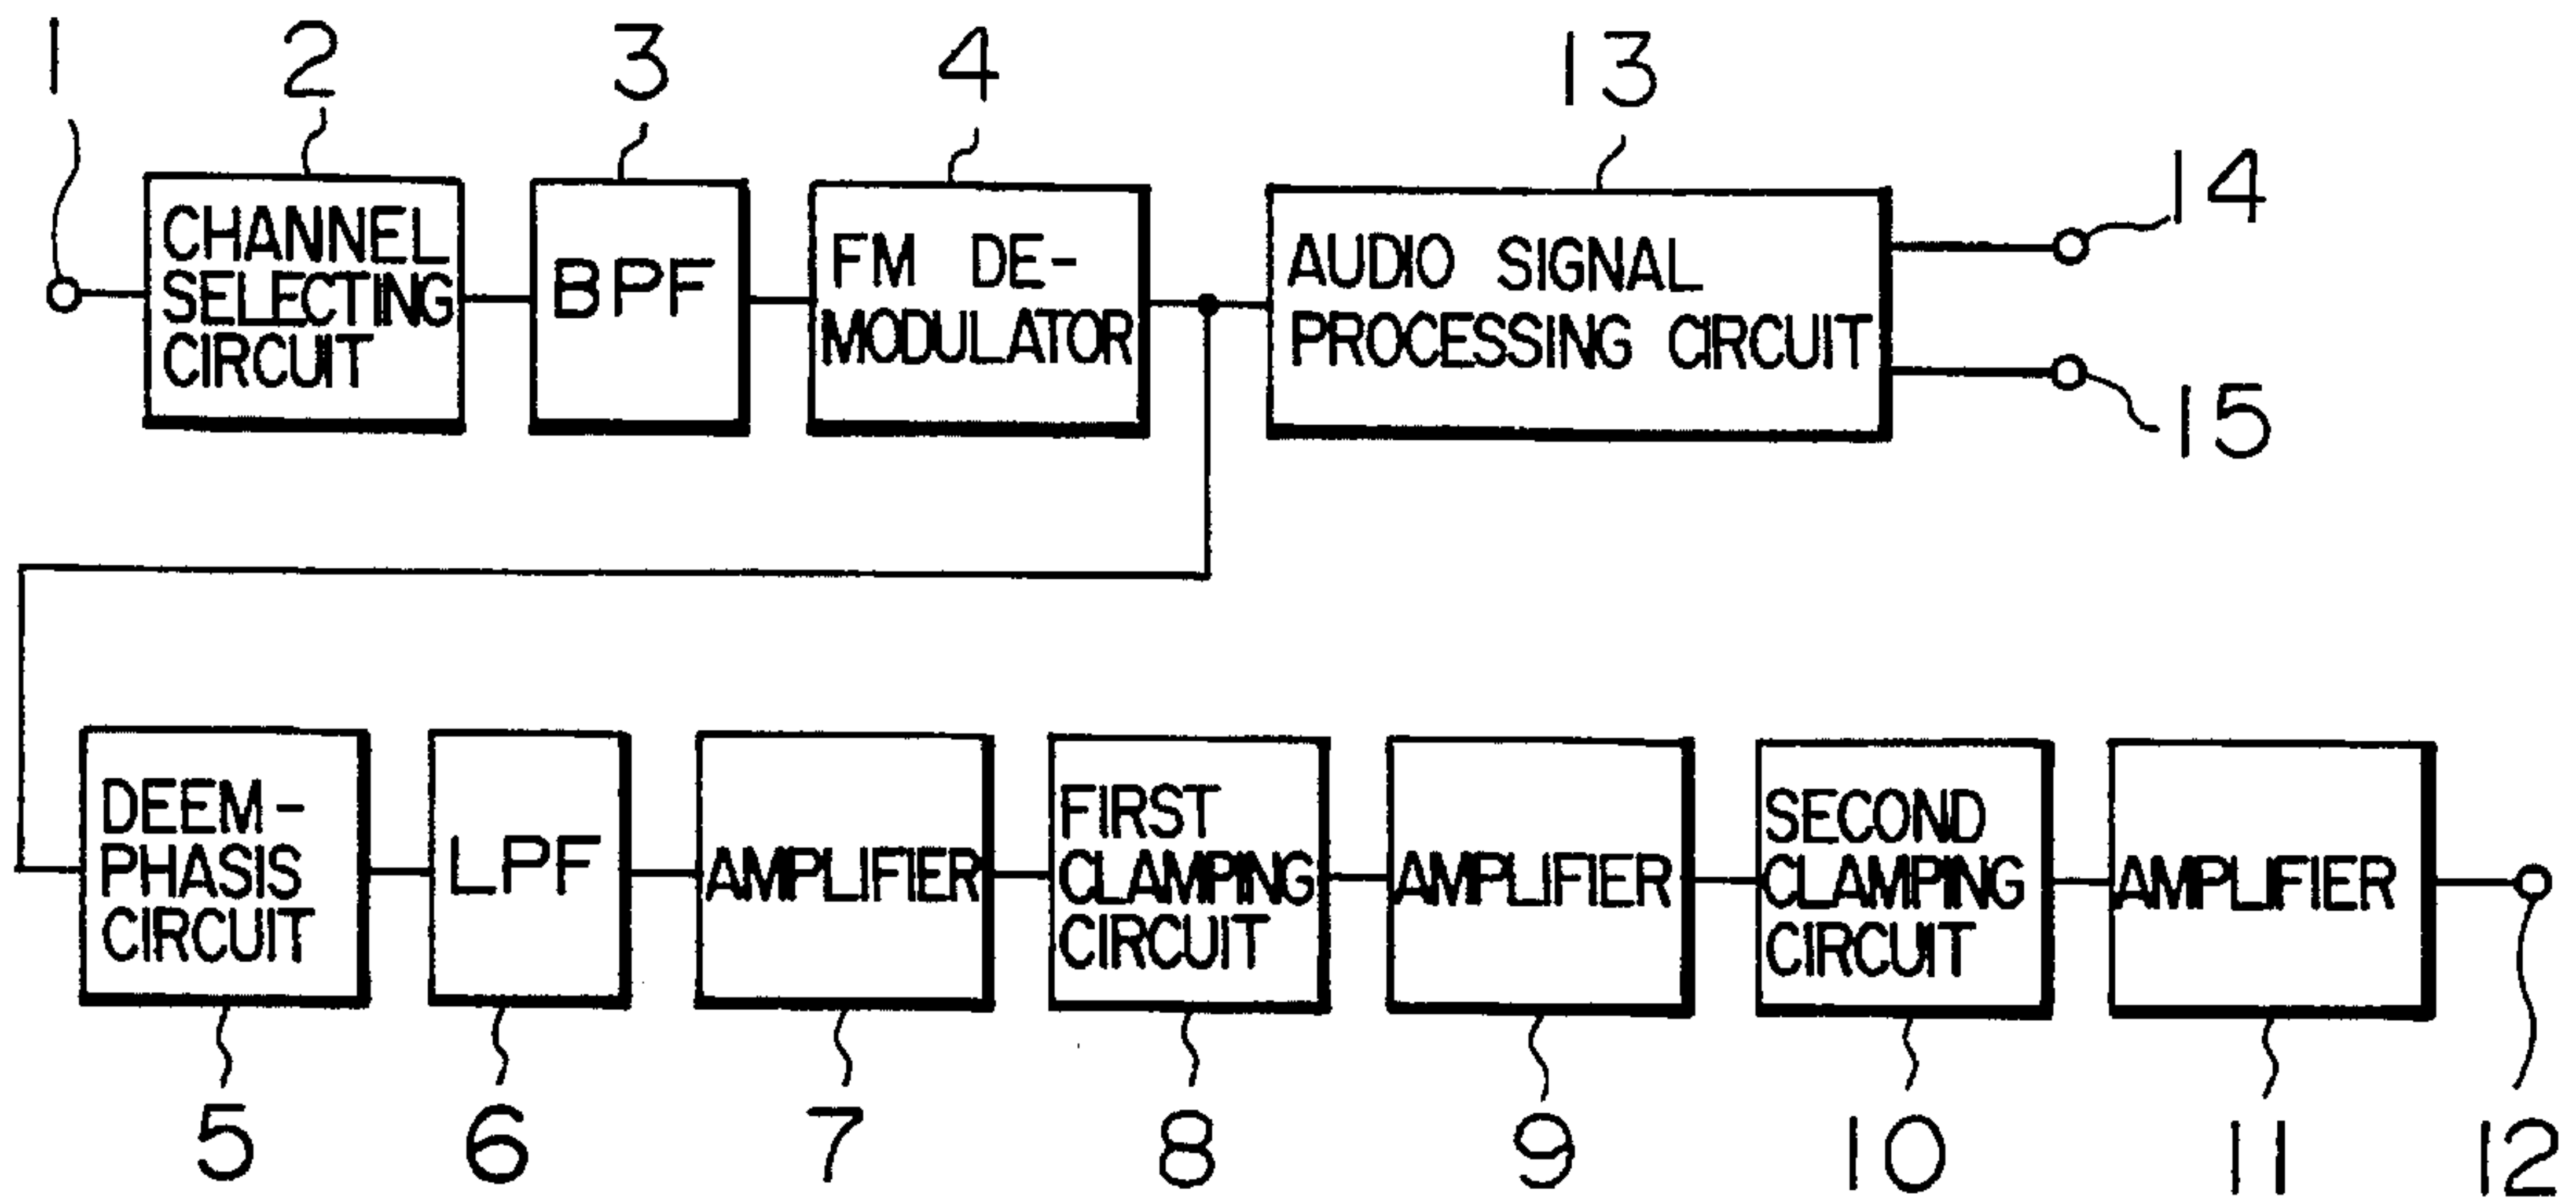 1
2
3
4
13
14
15
CHANNEL
SELECTING
CIRCUIT
BPF
FM DE-
MODULATOR
AUDIO SIGNAL
PROCESSING CIRCUIT
DEEM-
PHASIS
CIRCUIT
LPF
AMPLIFIER
FIRST
CLAMPING
CIRCUIT
AMPLIFIER
SECOND
CLAMPING
CIRCUIT
AMPLIFIER
5
6
7
8
9
10
11
12